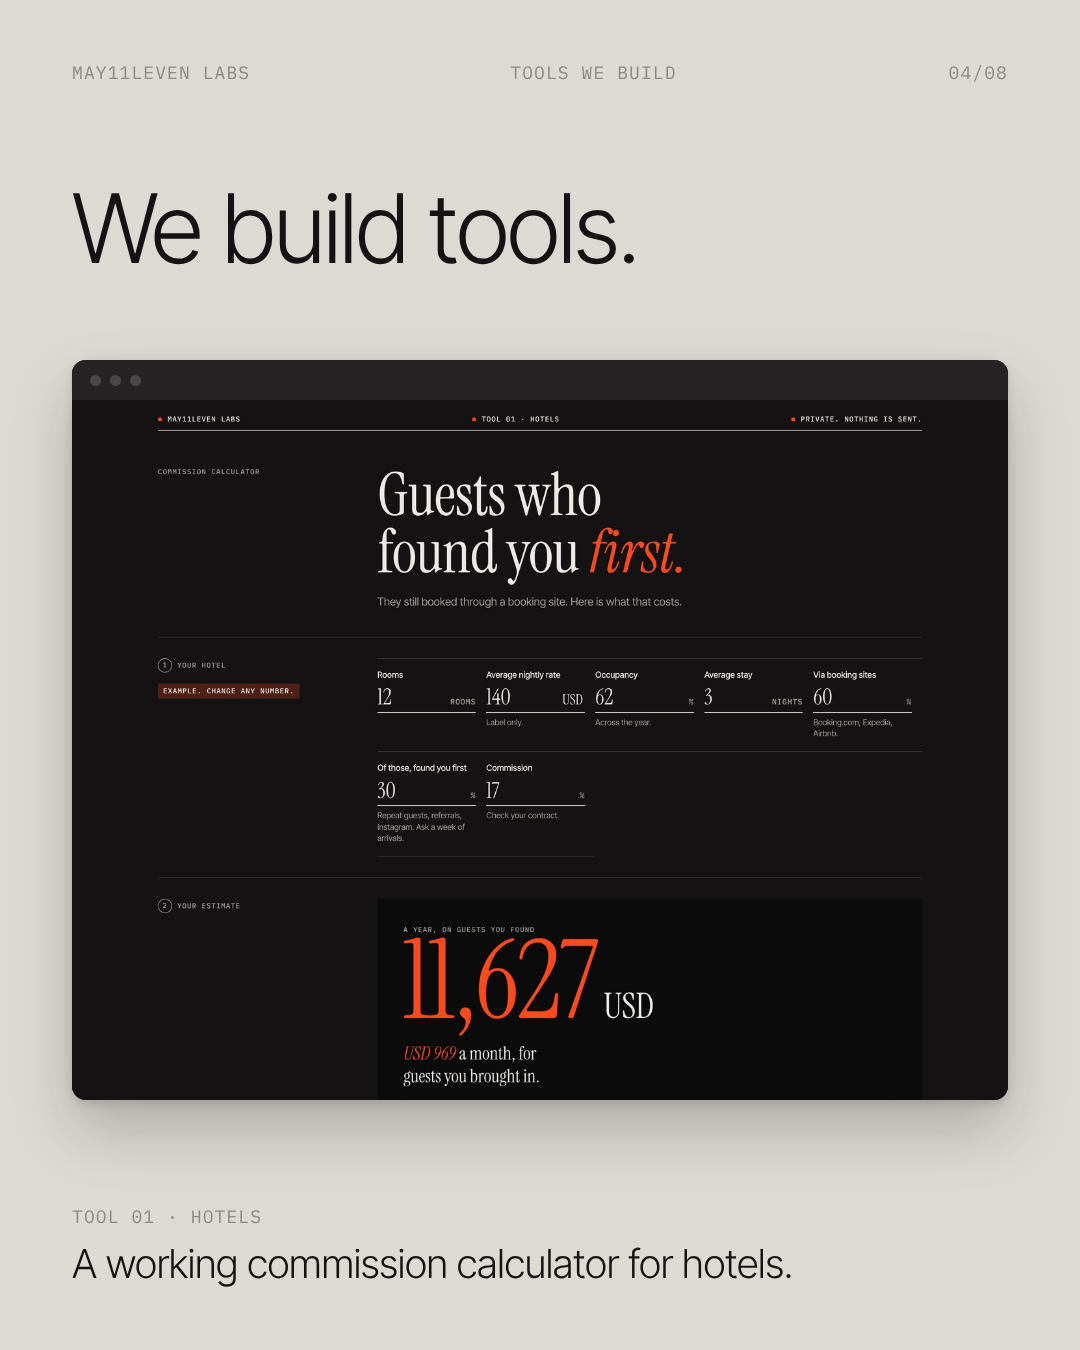 MAY11LEVEN LABS
TOOLS WE BUILD
04/08
We build tools.
MAY11LEVEN LABS
TOOL 01 · HOTELS
PRIVATE. NOTHING IS SENT.
COMMISSION CALCULATOR
Guests who
found you first.
They still booked through a booking site. Here is what that costs.
1 YOUR HOTEL
EXAMPLE. CHANGE ANY NUMBER.
Rooms
12 ROOMS
Average nightly rate
140 USD
Label only.
Occupancy
62 %
Across the year.
Average stay
3 NIGHTS
Via booking sites
60 %
Booking.com, Expedia,
Airbnb.
Of those, found you first
30 %
Repeat guests, referrals,
Instagram. Ask a week of
arrivals.
Commission
17 %
Check your contract.
2 YOUR ESTIMATE
A YEAR, ON GUESTS YOU FOUND
11,627 USD
USD 969 a month, for
guests you brought in.
TOOL 01 · HOTELS
A working commission calculator for hotels.